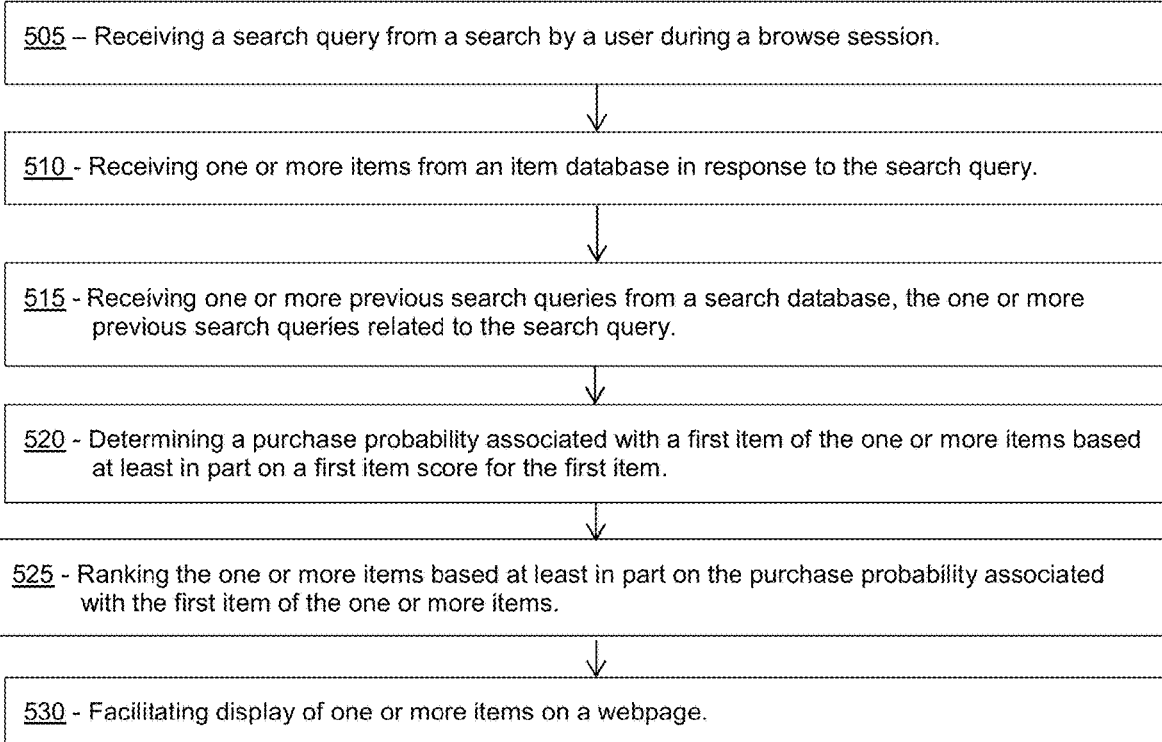 505 – Receiving a search query from a search by a user during a browse session.
510 - Receiving one or more items from an item database in response to the search query.
515 - Receiving one or more previous search queries from a search database, the one or more
previous search queries related to the search query.
520 - Determining a purchase probability associated with a first item of the one or more items based
at least in part on a first item score for the first item.
525 - Ranking the one or more items based at least in part on the purchase probability associated
with the first item of the one or more items.
530 - Facilitating display of one or more items on a webpage.